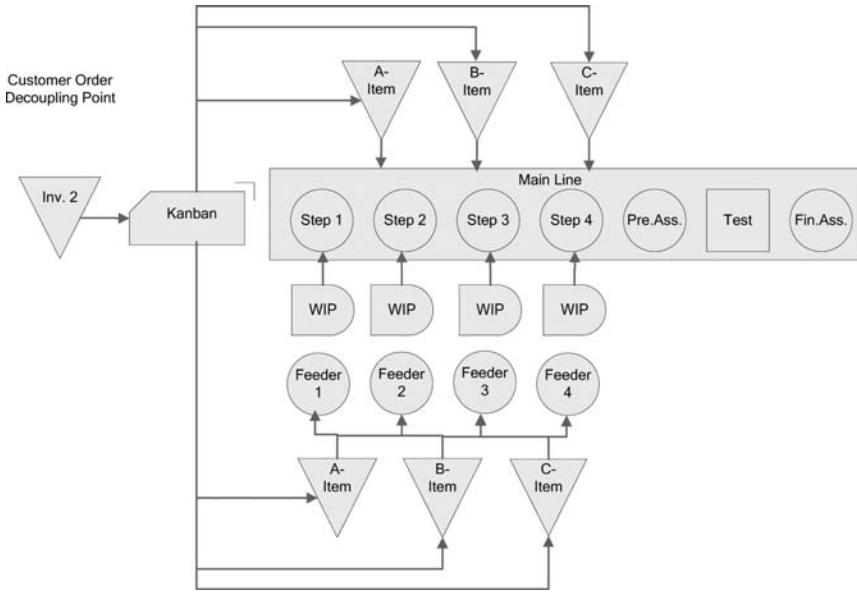 Customer Order
Decoupling Point
A-
Item
B-
Item
C-
Item
Main Line
Inv. 2
Kanban
Step 1
Step 2
Step 3
Step 4
Pre.Ass.
Test
Fin.Ass.
WIP
WIP
WIP
WIP
Feeder
1
Feeder
2
Feeder
3
Feeder
4
A-
Item
B-
Item
C-
Item